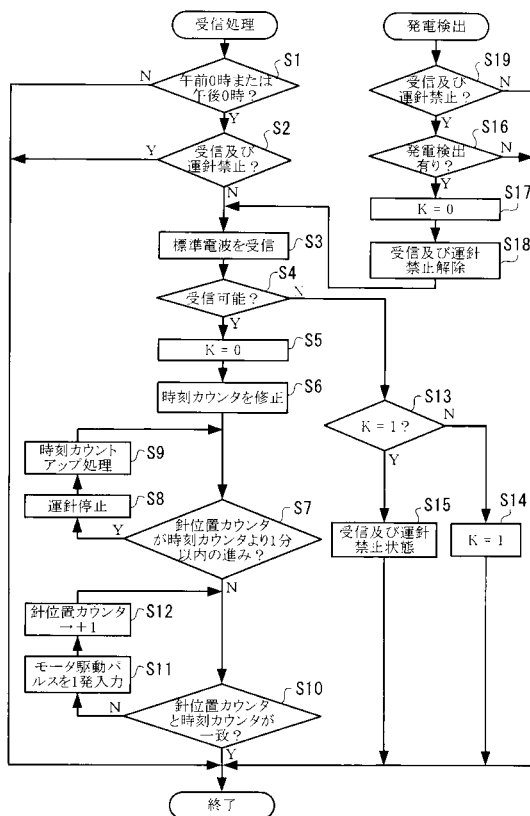 受信処理
S1
午前0時または
午後0時？
N
Y
S2
受信及び
運針禁止？
Y
N
S3
標準電波を受信
S4
受信可能？
N
Y
S5
K = 0
S6
時刻カウンタを修正
S9
時刻カウント
アップ処理
S8
運針停止
Y
S7
針位置カウンタ
が時刻カウンタより1分
以内の進み？
N
S12
針位置カウンタ
→+1
S11
モータ駆動パ
ルスを1発入力
N
S10
針位置カウンタ
と時刻カウンタが
一致？
Y
終了
発電検出
S19
受信及び
運針禁止？
N
Y
S16
発電検出
有り？
N
Y
S17
K = 0
S18
受信及び運針
禁止解除
S13
K = 1？
N
Y
S15
受信及び運針
禁止状態
S14
K = 1